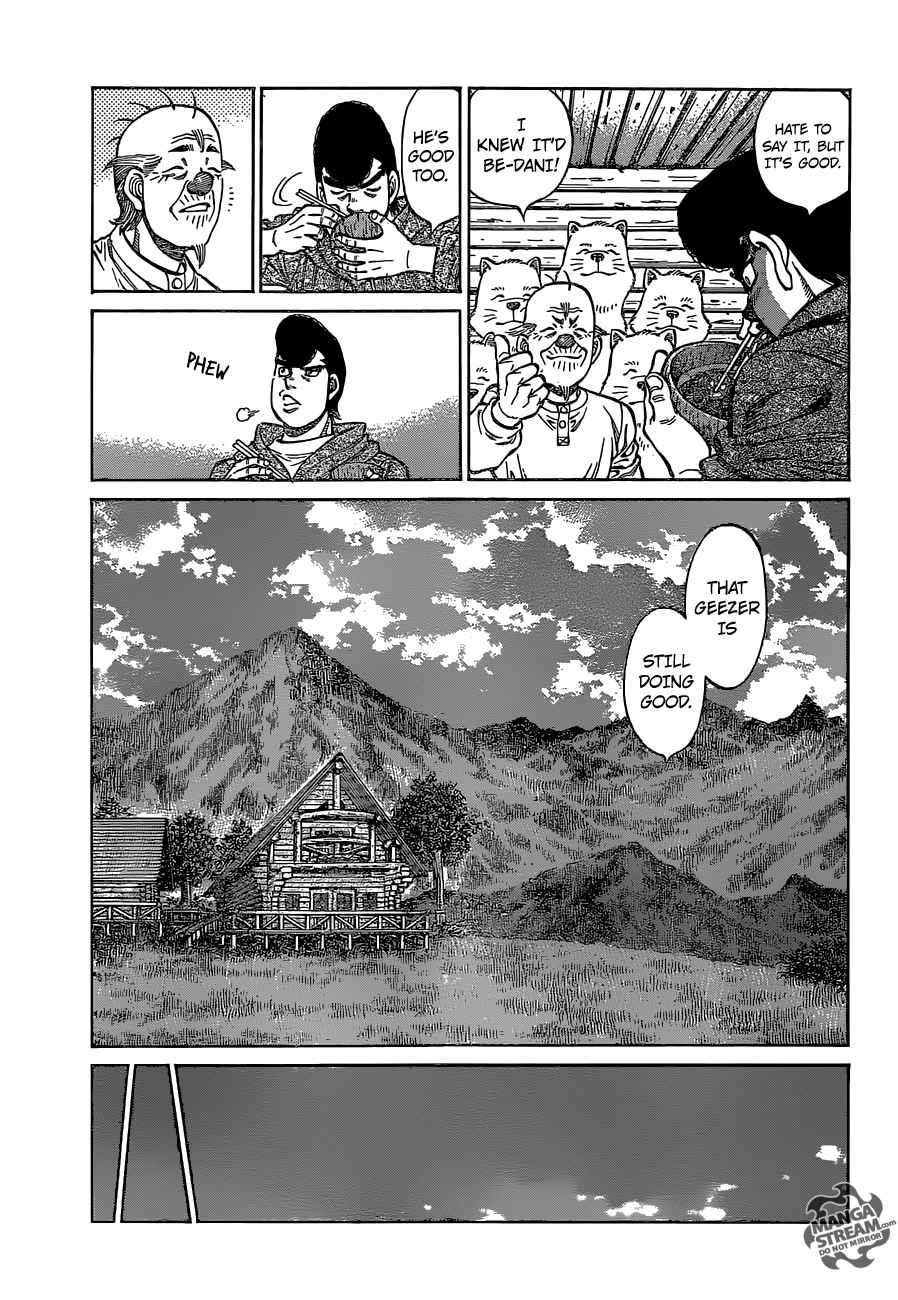 HATE TO
SAY IT, BUT
IT'S GOOD.
I
KNEW IT'D
BE-DANI!
HE'S
GOOD
TOO.
PHEW
THAT
GEEZER
IS
STILL
DOING
GOOD.
MANGA
STREAM.com
DO NOT MIRROR